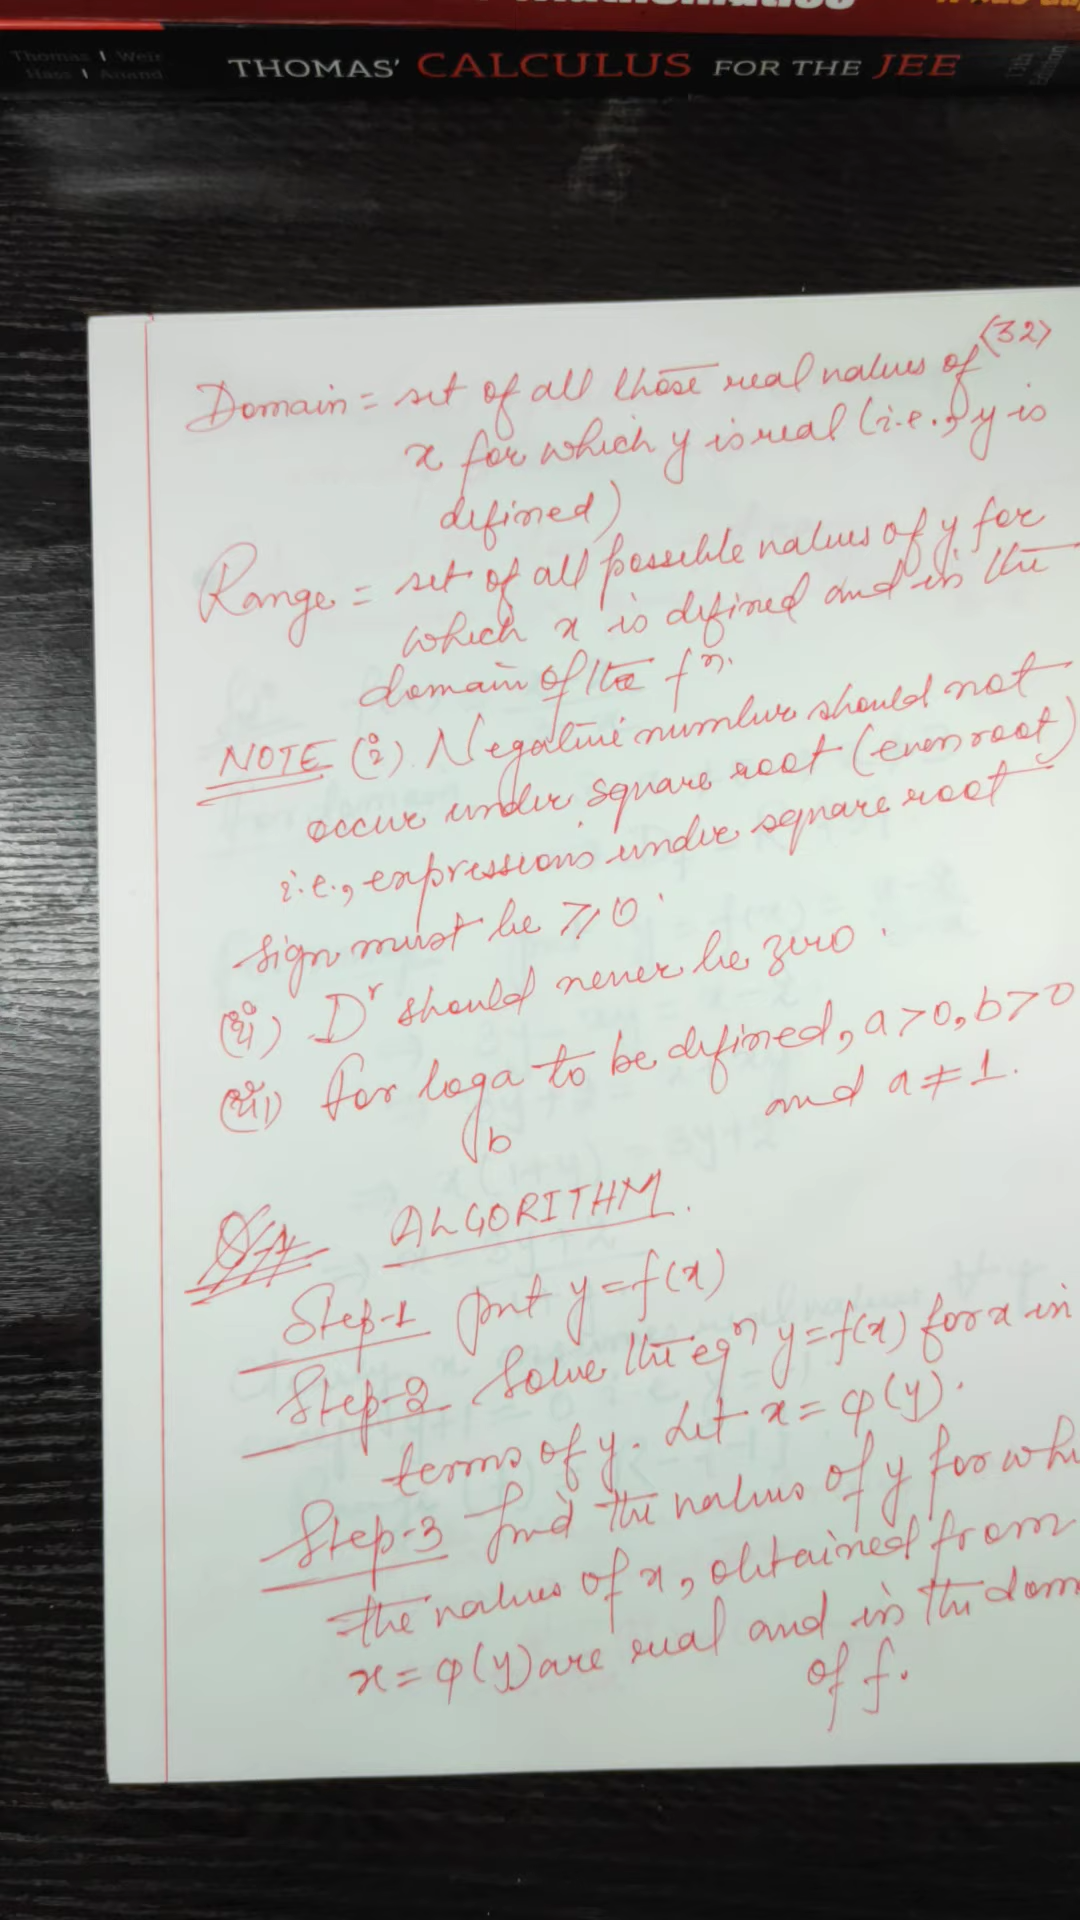 Thomas | Weir
Hass | Anand
THOMAS' CALCULUS FOR THE JEE
13th Edition
<32>
Domain = set of all those real values of
x for which y is real (i.e., y is
defined)
Range = set of all possible values of y for
which x is defined and in the
domain of the fⁿ.
NOTE (i). Negative number should not
occur under square root (even root)
i.e., expressions under square root
sign must be ≥ 0.
(ii) Dʳ should never be zero.
(iii) for log a to be defined, a>0, b>0
b and a ≠ 1.
ALGORITHM.
Step-1 put y = f(x)
Step-2 Solve the eqⁿ y = f(x) for x in
terms of y. Let x = φ(y).
Step-3 find the values of y for whi
the values of x, obtained from
x = φ(y) are real and in the dom
of f.